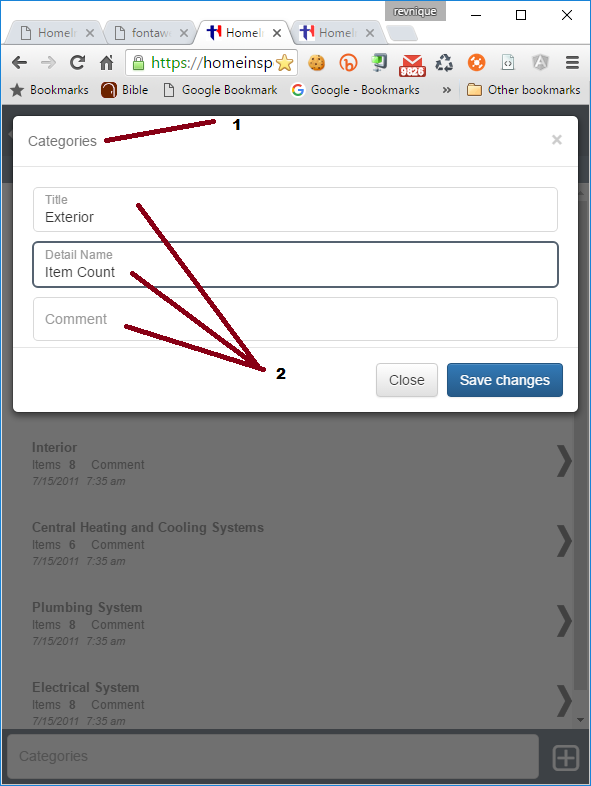 revnique
HomeIn
fontaw
HomeIn
HomeIn
https://homeinsp
9826
Bookmarks Bible Google Bookmark Google - Bookmarks » Other bookmarks
Categories 1 ×
Title
Exterior
Detail Name
Item Count
Comment
2
Close Save changes
Interior
Items 8 Comment
7/15/2011 7:35 am
Central Heating and Cooling Systems
Items 6 Comment
7/15/2011 7:35 am
Plumbing System
Items 8 Comment
7/15/2011 7:35 am
Electrical System
Items 8 Comment
7/15/2011 7:35 am
Categories